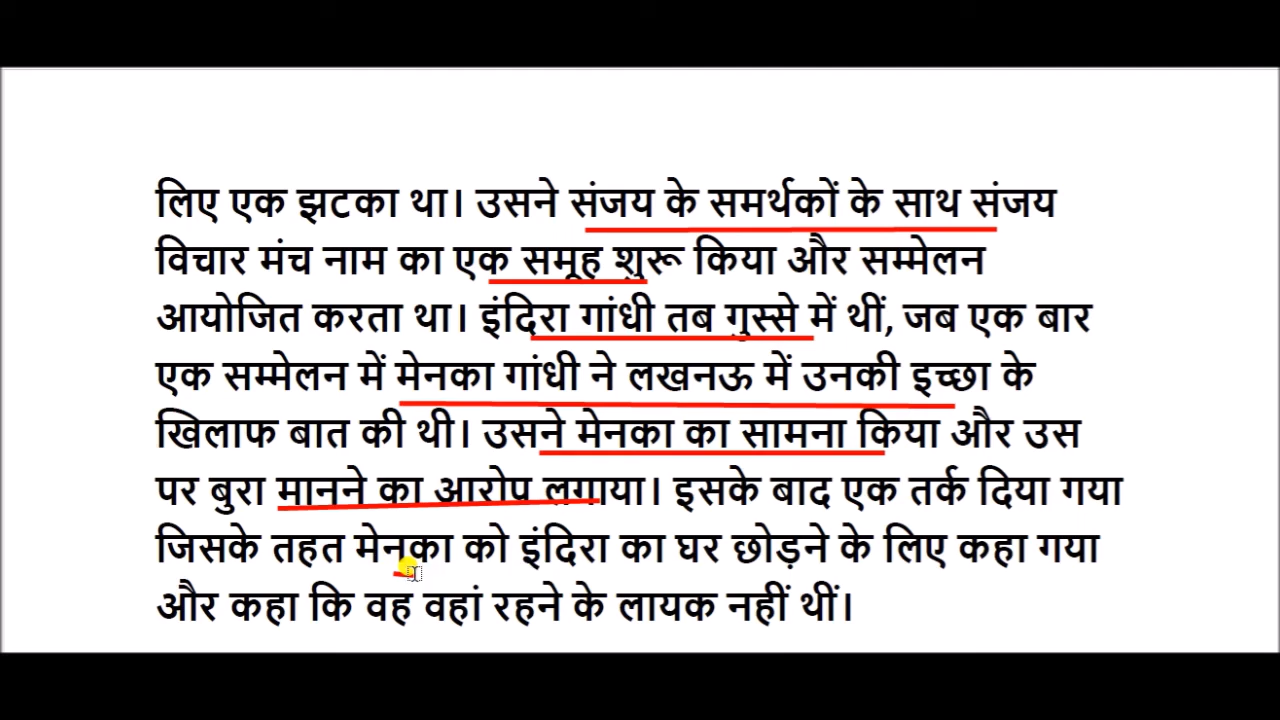 लिए एक झटका था। उसने संजय के समर्थकों के साथ संजय
विचार मंच नाम का एक समूह शुरू किया और सम्मेलन
आयोजित करता था। इंदिरा गांधी तब गुस्से में थीं, जब एक बार
एक सम्मेलन में मेनका गांधी ने लखनऊ में उनकी इच्छा के
खिलाफ बात की थी। उसने मेनका का सामना किया और उस
पर बुरा मानने का आरोप लगाया। इसके बाद एक तर्क दिया गया
जिसके तहत मेनका को इंदिरा का घर छोड़ने के लिए कहा गया
और कहा कि वह वहां रहने के लायक नहीं थीं।